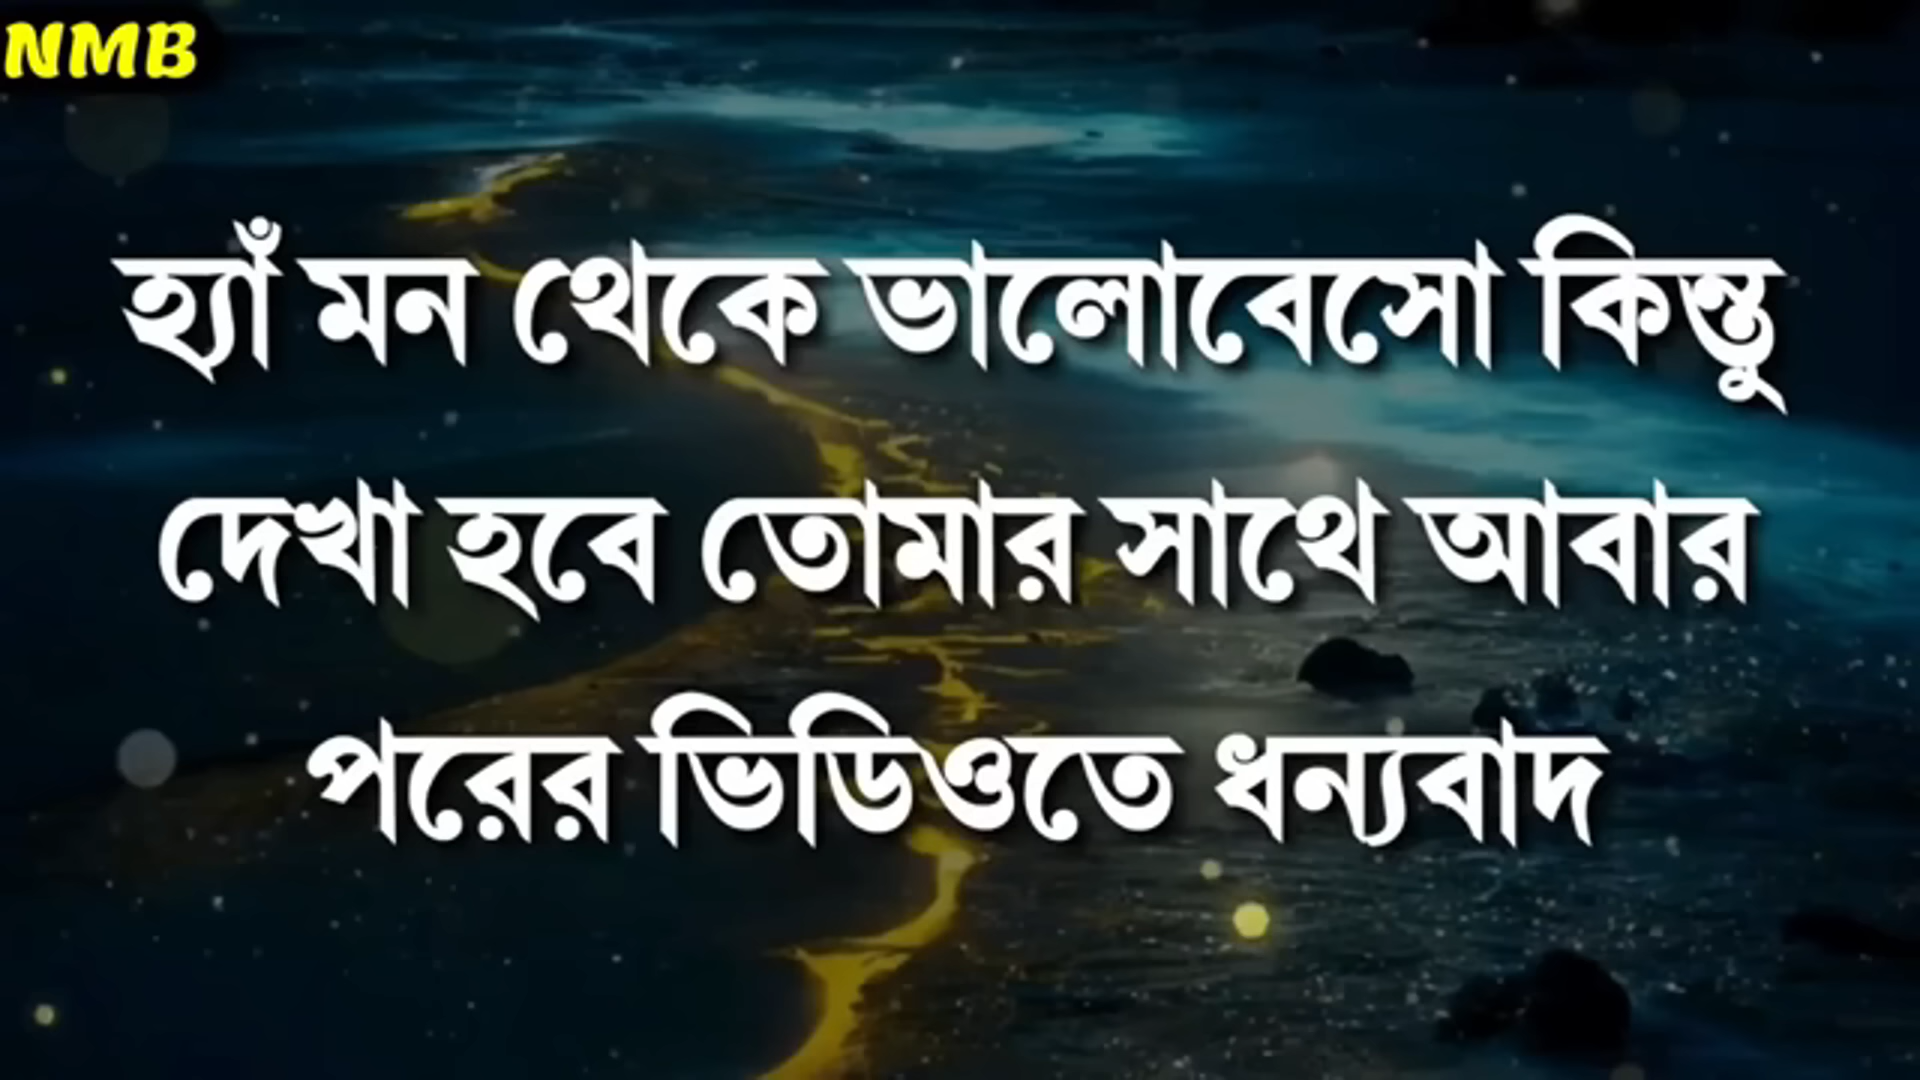 NMB
হ্যাঁ মন থেকে ভালোবেসো কিন্তু
দেখা হবে তোমার সাথে আবার
পরের ভিডিওতে ধন্যবাদ